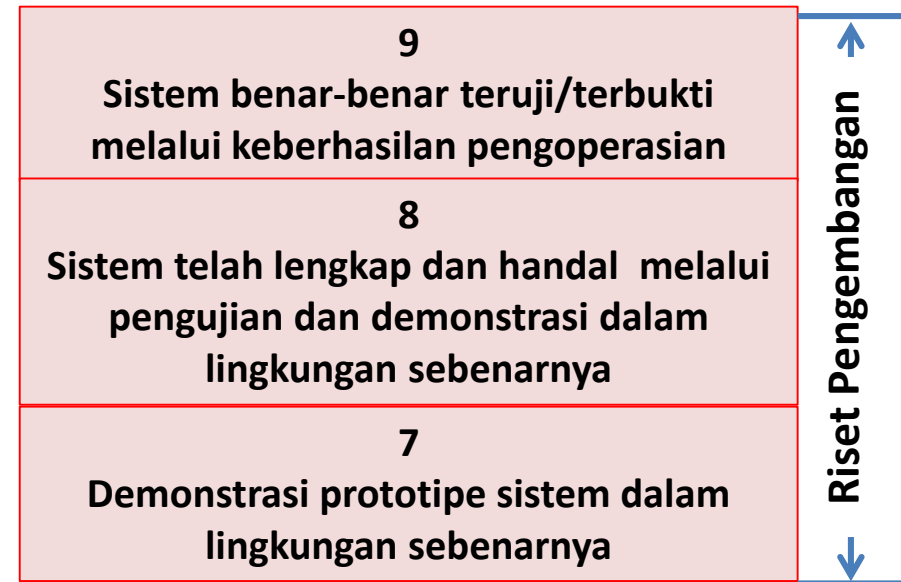 9
Sistem benar-benar teruji/terbukti
melalui keberhasilan pengoperasian
8
Sistem telah lengkap dan handal melalui
pengujian dan demonstrasi dalam
lingkungan sebenarnya
7
Demonstrasi prototipe sistem dalam
lingkungan sebenarnya
Riset Pengembangan